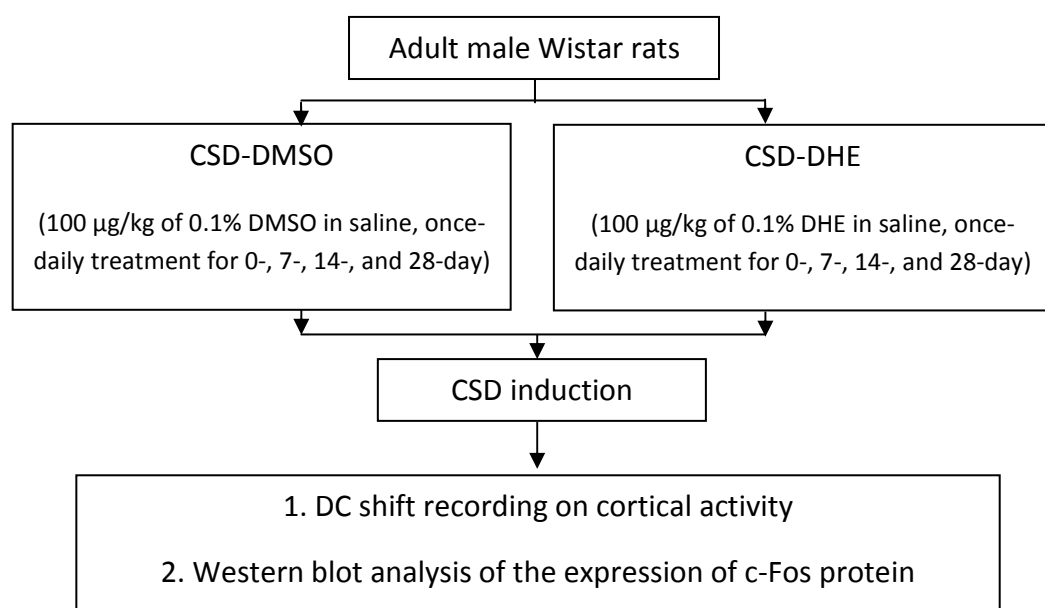 Adult male Wistar rats
CSD-DMSO
(100 µg/kg of 0.1% DMSO in saline, once-
daily treatment for 0-, 7-, 14-, and 28-day)
CSD-DHE
(100 µg/kg of 0.1% DHE in saline, once-
daily treatment for 0-, 7-, 14-, and 28-day)
CSD induction
1. DC shift recording on cortical activity
2. Western blot analysis of the expression of c-Fos protein